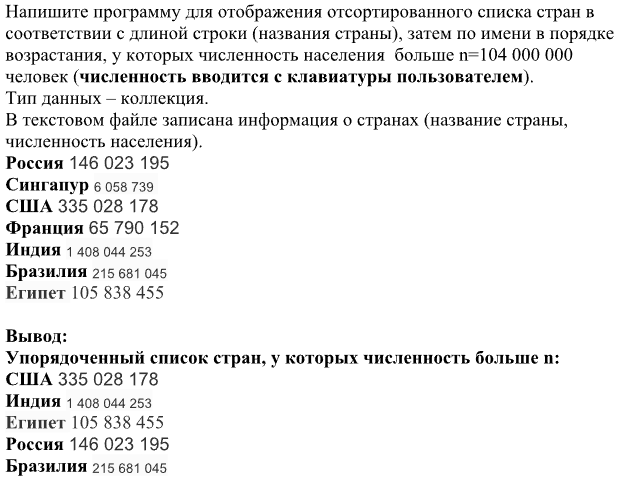 Напишите программу для отображения отсортированного списка стран в
соответствии с длиной строки (названия страны), затем по имени в порядке
возрастания, у которых численность населения больше n=104 000 000
человек (численность вводится с клавиатуры пользователем).
Тип данных – коллекция.
В текстовом файле записана информация о странах (название страны,
численность населения).
Россия 146 023 195
Сингапур 6 058 739
США 335 028 178
Франция 65 790 152
Индия 1 408 044 253
Бразилия 215 681 045
Египет 105 838 455
Вывод:
Упорядоченный список стран, у которых численность больше n:
США 335 028 178
Индия 1 408 044 253
Египет 105 838 455
Россия 146 023 195
Бразилия 215 681 045